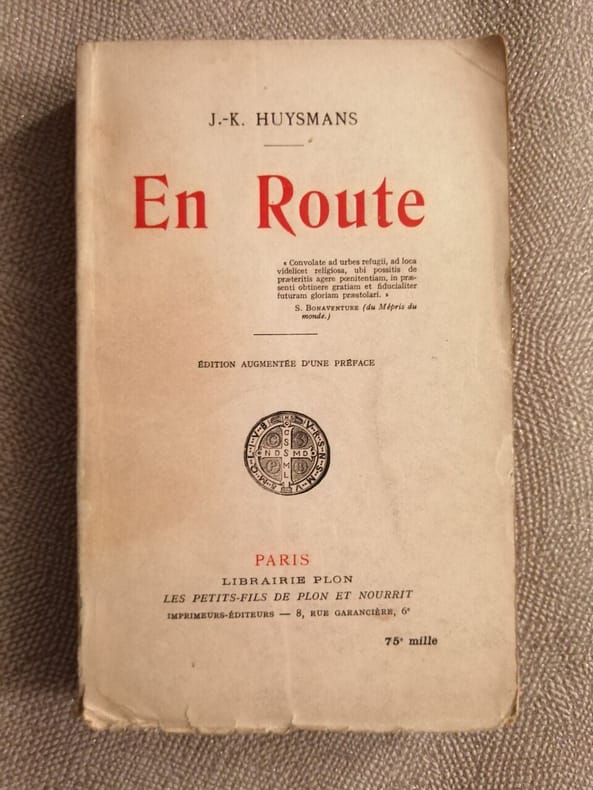 J.-K. HUYSMANS
En Route
« Convolate ad urbes refugii, ad loca
videlicet religiosa, ubi possitis de
præteritis agere pœnitentiam, in præ-
senti obtinere gratiam et fiducialiter
futuram gloriam præstolari. »
S. BONAVENTURE (du Mépris du
monde.)
ÉDITION AUGMENTÉE D'UNE PRÉFACE
PARIS
LIBRAIRIE PLON
LES PETITS-FILS DE PLON ET NOURRIT
IMPRIMEURS-ÉDITEURS — 8, RUE GARANCIÈRE, 6e
75e mille